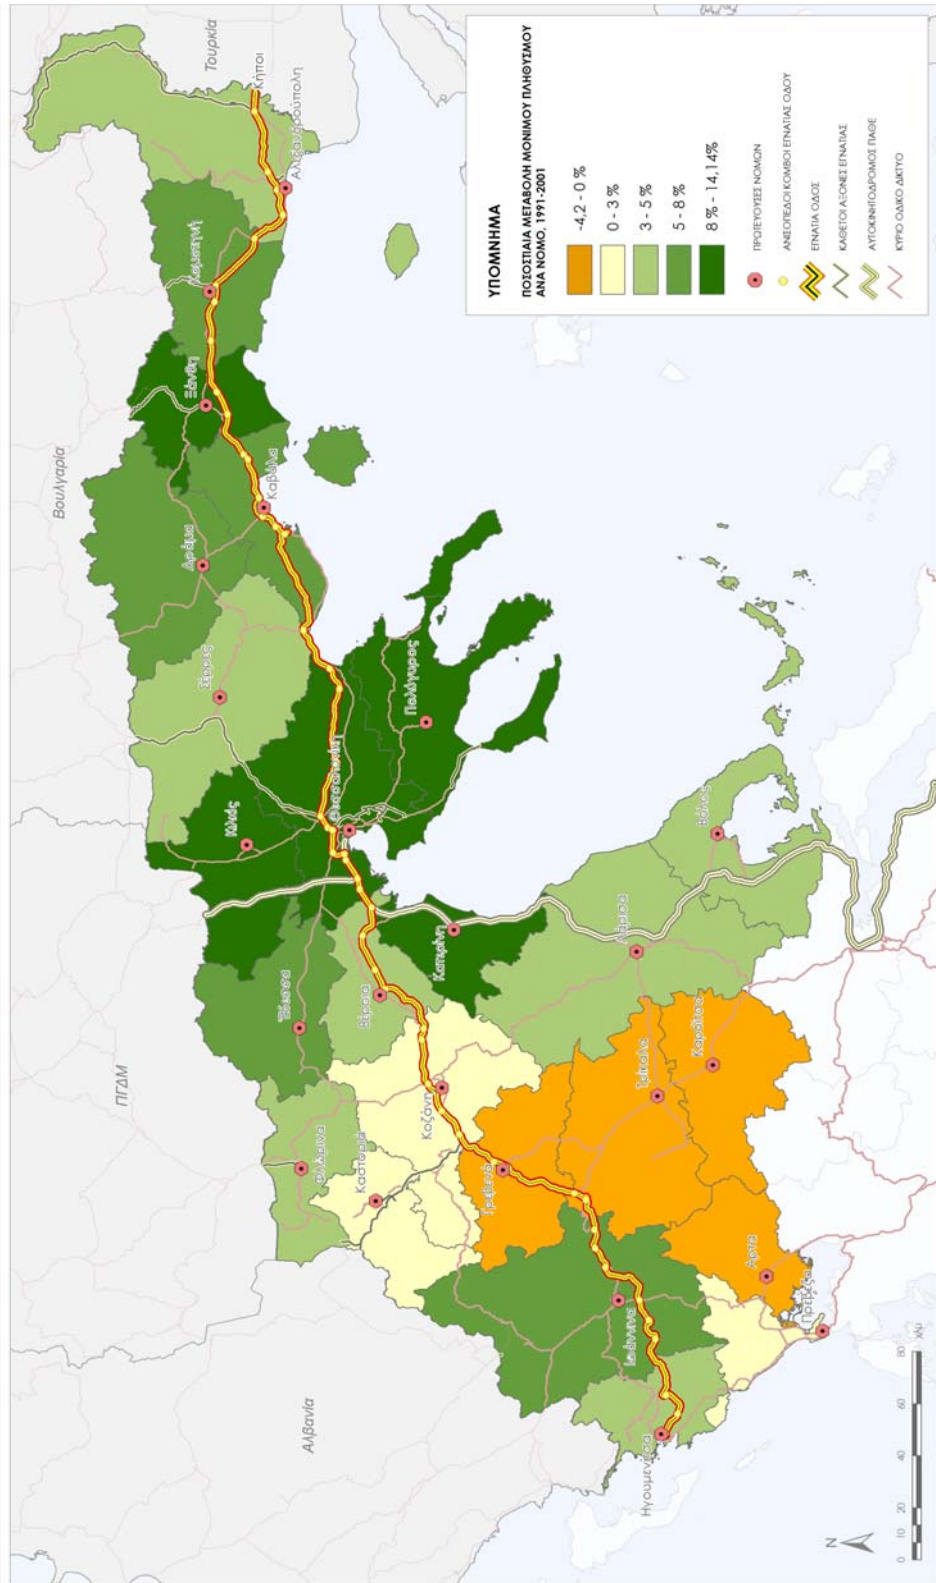 Βουλγαρία
Τουρκία
ΠΓΔΜ
Αλβανία
Κήποι
Αλεξανδρούπολη
Κομοτηνή
Ξάνθη
Καβάλα
Δράμα
Σέρρες
Πολύγυρος
Θεσσαλονίκη
Κιλκίς
Κατερίνη
Έδεσσα
Βέροια
Φλώρινα
Καστοριά
Κοζάνη
Γρεβενά
Λάρισα
Βόλος
Τρίκαλα
Καρδίτσα
Άρτα
Πρέβεζα
Ιωάννινα
Ηγουμενίτσα
ΥΠΟΜΝΗΜΑ
ΠΟΣΟΣΤΙΑΙΑ ΜΕΤΑΒΟΛΗ ΜΟΝΙΜΟΥ ΠΛΗΘΥΣΜΟΥ
ΑΝΑ ΝΟΜΟ, 1991-2001
-4,2 - 0 %
0 - 3 %
3 - 5 %
5 - 8%
8 % - 14,14%
ΠΡΩΤΕΥΟΥΣΕΣ ΝΟΜΩΝ
ΑΝΙΣΟΠΕΔΟΙ ΚΟΜΒΟΙ ΕΓΝΑΤΙΑΣ ΟΔΟΥ
ΕΓΝΑΤΙΑ ΟΔΟΣ
ΚΑΘΕΤΟΙ ΑΞΟΝΕΣ ΕΓΝΑΤΙΑΣ
ΑΥΤΟΚΙΝΗΤΟΔΡΟΜΟΣ ΠΑΘΕ
ΚΥΡΙΟ ΟΔΙΚΟ ΔΙΚΤΥΟ
N
0 10 20 40 60 80
χλμ